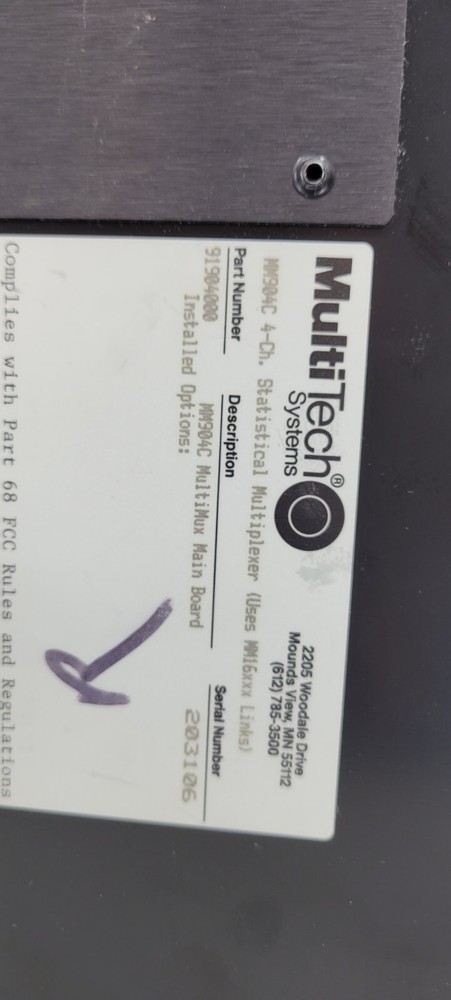 MultiTech®
Systems
2205 Woodale Drive
Mounds View, MN 55112
(612) 785-3500
MM904C 4-Ch. Statistical Multiplexer (Uses MM16xxx Links)
Part Number Description Serial Number
91904000 MM904C MultiMux Main Board 203106
Installed Options:
Complies with Part 68 FCC Rules and Regulations